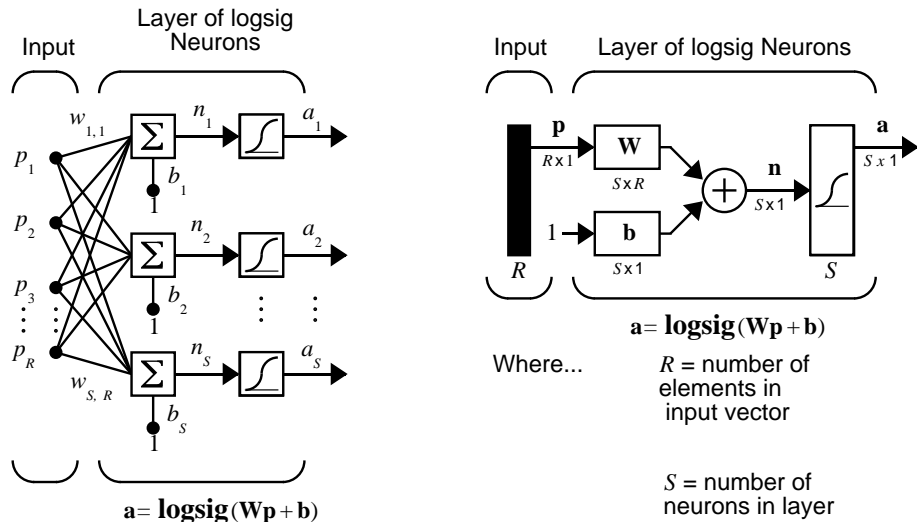 Layer of logsig
Input Neurons
w1,1 n1 a1
p1 Σ
b1
1
p2 n2 a2
Σ
p3 b2
1
pR nS aS
Σ
wS, R bS
1
a= logsig(Wp + b)
Input Layer of logsig Neurons
p a
W
R x 1 S x 1
S x R n
+
S x 1
1 b
R S x 1 S
a= logsig(Wp + b)
Where... R = number of
elements in
input vector
S = number of
neurons in layer